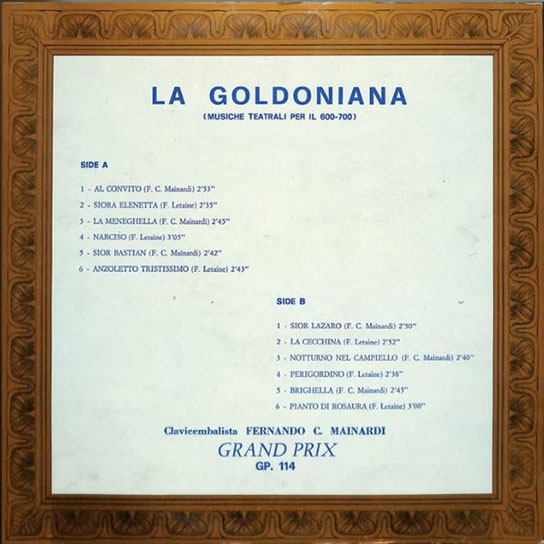 LA GOLDONIANA
(MUSICHE TEATRALI PER IL 600-700)
SIDE A
1 - AL CONVITO (F. C. Mainardi) 2'53"
2 - SIORA ELENETTA (F. Letaine) 2'35"
3 - LA MENEGHELLA (F. C. Mainardi) 2'45"
4 - NARCISO (F. Letaine) 3'05"
5 - SIOR BASTIAN (F. C. Mainardi) 2'42"
6 - ANZOLETTO TRISTISSIMO (F. Letaine) 2'43"
SIDE B
1 - SIOR LAZARO (F. C. Mainardi) 2'50"
2 - LA CECCHINA (F. Letaine) 2'52"
3 - NOTTURNO NEL CAMPIELLO (F. C. Mainardi) 2'40"
4 - PERIGORDINO (F. Letaine) 2'38"
5 - BRIGHELLA (F. C. Mainardi) 2'45"
6 - PIANTO DI ROSAURA (F. Letaine) 3'00"
Clavicembalista FERNANDO C. MAINARDI
GRAND PRIX
GP. 114